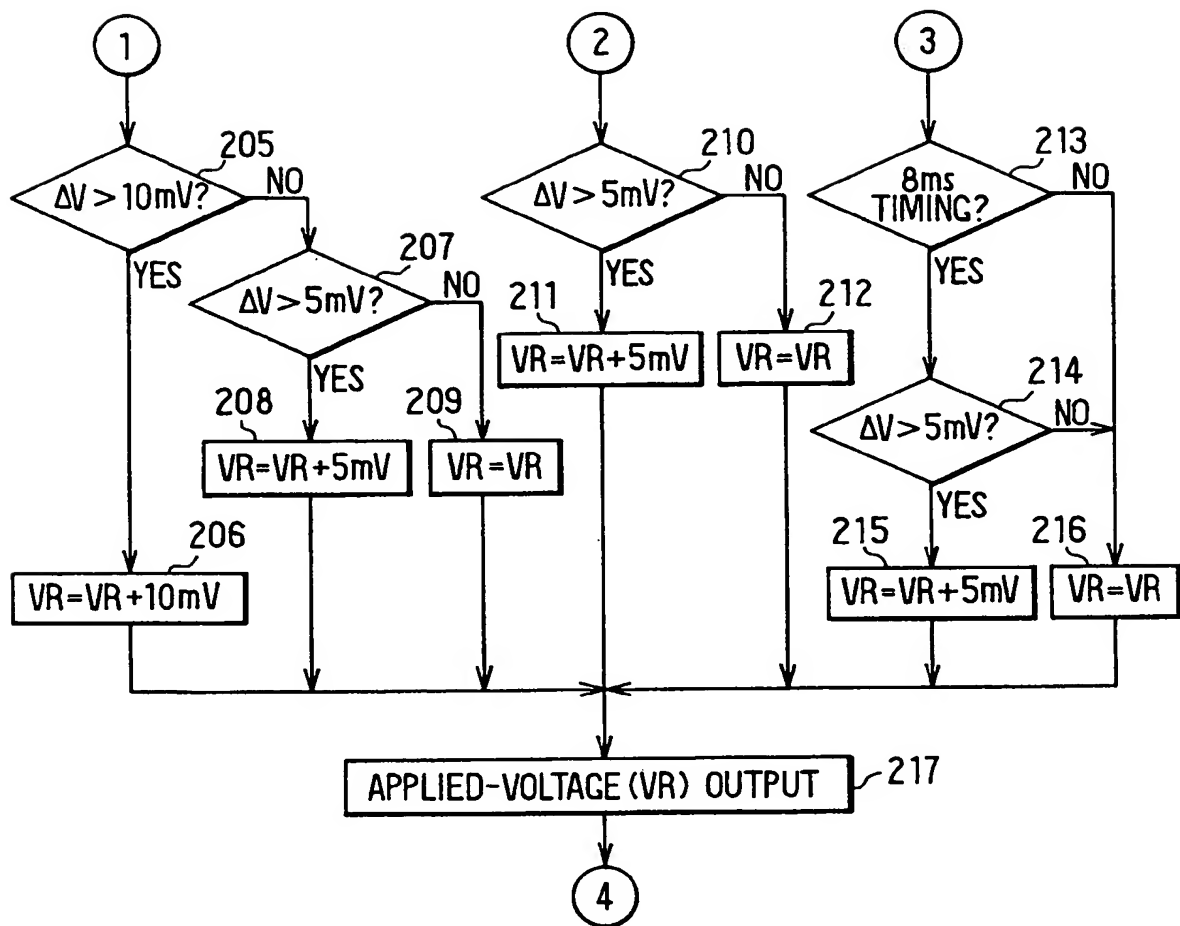 1
2
3
205
ΔV>10mV?
NO
YES
207
ΔV>5mV?
NO
YES
208
VR=VR+5mV
209
VR=VR
206
VR=VR+10mV
210
ΔV>5mV?
NO
YES
211
VR=VR+5mV
212
VR=VR
213
8ms
TIMING?
NO
YES
214
ΔV>5mV?
NO
YES
215
VR=VR+5mV
216
VR=VR
APPLIED-VOLTAGE(VR) OUTPUT
217
4